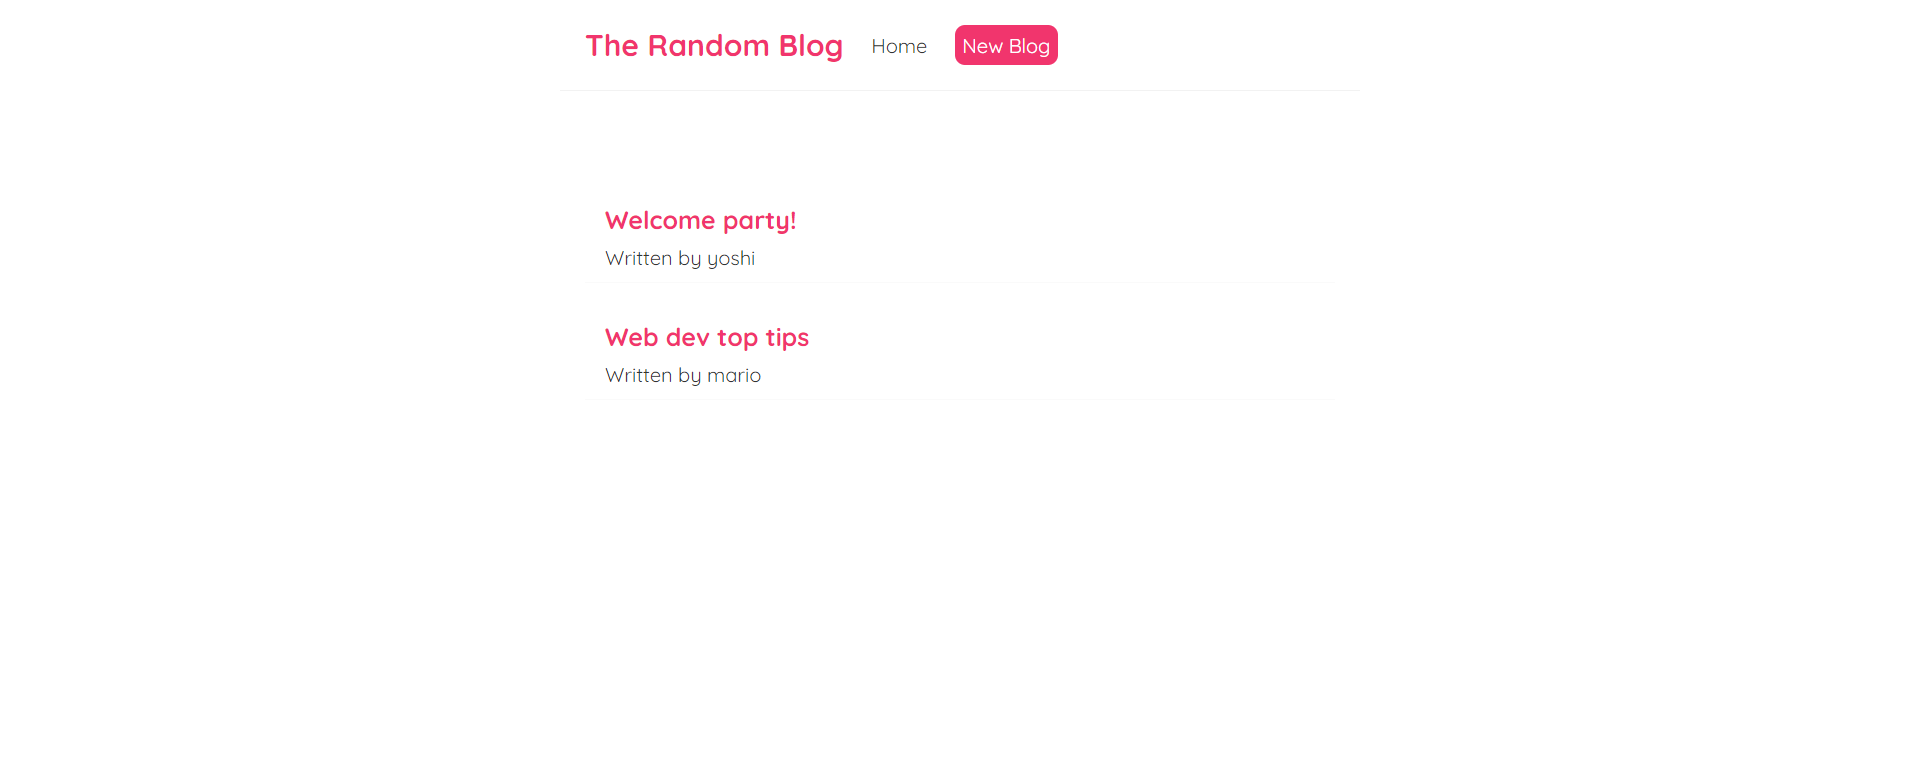 The Random Blog Home New Blog
Welcome party!
Written by yoshi
Web dev top tips
Written by mario